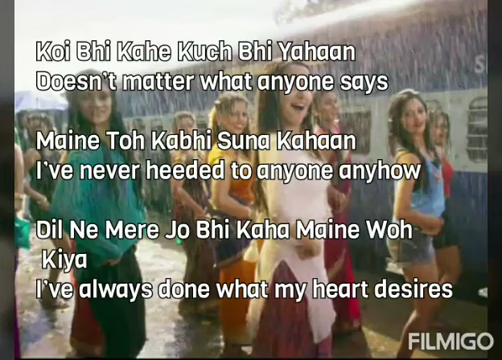 Koi Bhi Kahe Kuch Bhi Yahaan
Doesn't matter what anyone says
Maine Toh Kabhi Suna Kahaan
I've never heeded to anyone anyhow
Dil Ne Mere Jo Bhi Kaha Maine Woh
Kiya
I've always done what my heart desires
FILMIGO